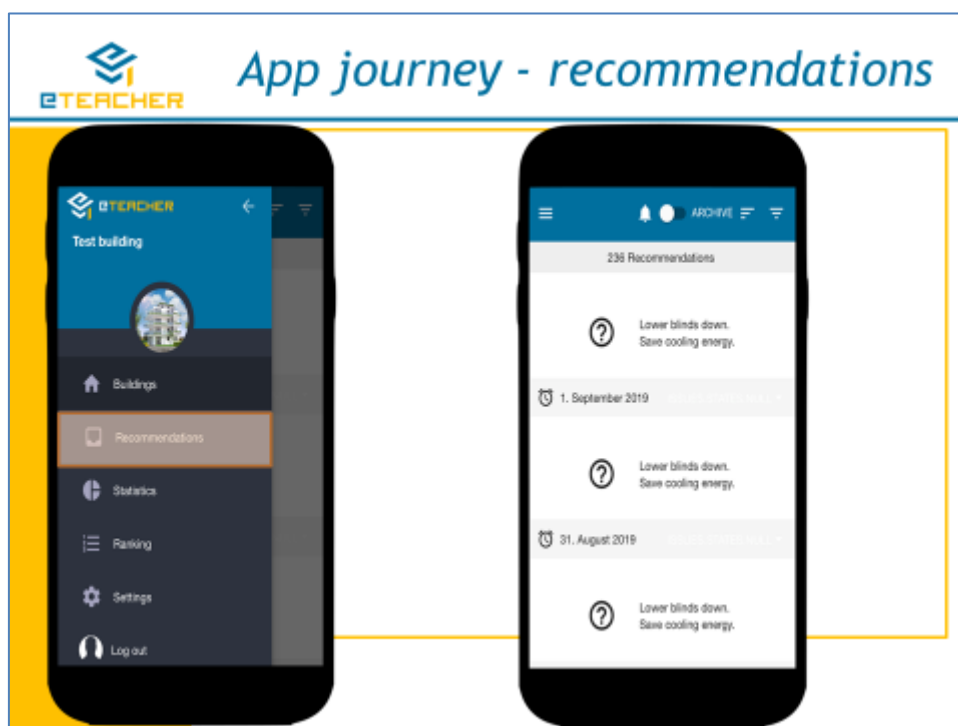 App journey - recommendations
eTEACHER
eTEACHER
Test building
Buildings
Recommendations
Statistics
Ranking
Settings
Log out
ARCHIVE
236 Recommendations
Lower blinds down.
Save cooling energy.
1. September 2019
Lower blinds down.
Save cooling energy.
31. August 2019
Lower blinds down.
Save cooling energy.